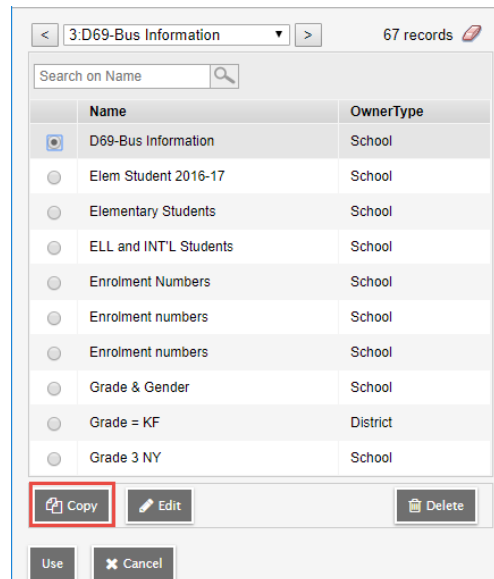 < 3:D69-Bus Information > 67 records
Search on Name
Name OwnerType
D69-Bus Information School
Elem Student 2016-17 School
Elementary Students School
ELL and INT'L Students School
Enrolment Numbers School
Enrolment numbers School
Enrolment numbers School
Grade & Gender School
Grade = KF District
Grade 3 NY School
Copy Edit Delete
Use Cancel